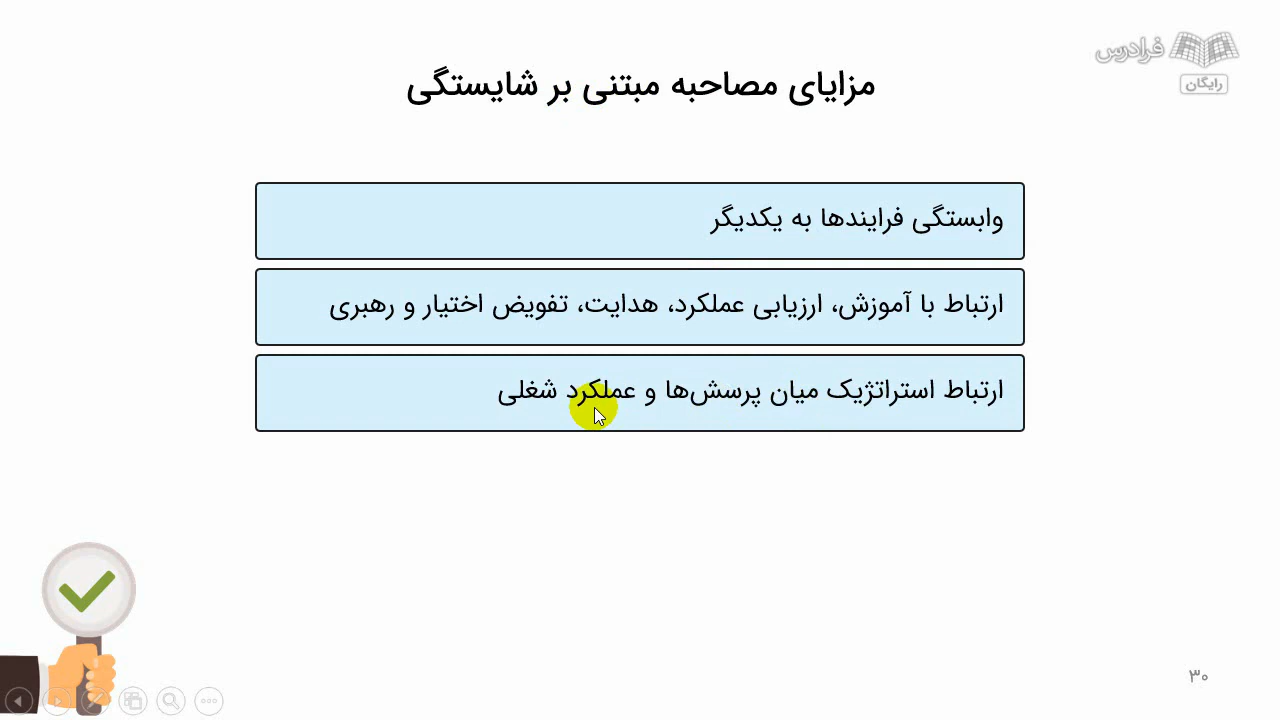 فرادرس
رایگان
مزایای مصاحبه مبتنی بر شایستگی
وابستگی فرایندها به یکدیگر
ارتباط با آموزش، ارزیابی عملکرد، هدایت، تفویض اختیار و رهبری
ارتباط استراتژیک میان پرسش‌ها و عملکرد شغلی
۳۰